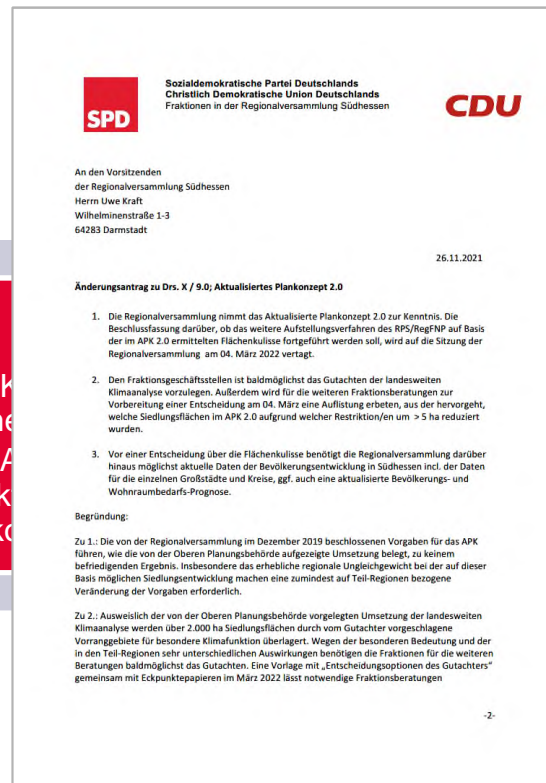 SPD
Sozialdemokratische Partei Deutschlands
Christlich Demokratische Union Deutschlands
Fraktionen in der Regionalversammlung Südhessen
CDU
An den Vorsitzenden
der Regionalversammlung Südhessen
Herrn Uwe Kraft
Wilhelminenstraße 1-3
64283 Darmstadt
26.11.2021
Änderungsantrag zu Drs. X / 9.0; Aktualisiertes Plankonzept 2.0
1. Die Regionalversammlung nimmt das Aktualisierte Plankonzept 2.0 zur Kenntnis. Die
Beschlussfassung darüber, ob das weitere Aufstellungsverfahren des RPS/RegFNP auf Basis
der im APK 2.0 ermittelten Flächenkulisse fortgeführt werden soll, wird auf die Sitzung der
Regionalversammlung am 04. März 2022 vertagt.
2. Den Fraktionsgeschäftsstellen ist baldmöglichst das Gutachten der landesweiten
Klimaanalyse vorzulegen. Außerdem wird für die weiteren Fraktionsberatungen zur
Vorbereitung einer Entscheidung am 04. März eine Auflistung erbeten, aus der hervorgeht,
welche Siedlungsflächen im APK 2.0 aufgrund welcher Restriktion/en um > 5 ha reduziert
wurden.
3. Vor einer Entscheidung über die Flächenkulisse benötigt die Regionalversammlung darüber
hinaus möglichst aktuelle Daten der Bevölkerungsentwicklung in Südhessen incl. der Daten
für die einzelnen Großstädte und Kreise, ggf. auch eine aktualisierte Bevölkerungs- und
Wohnraumbedarfs-Prognose.
Begründung:
Zu 1.: Die von der Regionalversammlung im Dezember 2019 beschlossenen Vorgaben für das APK
führen, wie die von der Oberen Planungsbehörde aufgezeigte Umsetzung belegt, zu keinem
befriedigenden Ergebnis. Insbesondere das erhebliche regionale Ungleichgewicht bei der auf dieser
Basis möglichen Siedlungsentwicklung machen eine zumindest auf Teil-Regionen bezogene
Veränderung der Vorgaben erforderlich.
Zu 2.: Ausweislich der von der Oberen Planungsbehörde vorgelegten Umsetzung der landesweiten
Klimaanalyse werden über 2.000 ha Siedlungsflächen durch vom Gutachter vorgeschlagene
Vorranggebiete für besondere Klimafunktion überlagert. Wegen der besonderen Bedeutung und der
in den Teil-Regionen sehr unterschiedlichen Auswirkungen benötigen die Fraktionen für die weiteren
Beratungen baldmöglichst das Gutachten. Eine Vorlage mit „Entscheidungsoptionen des Gutachters"
gemeinsam mit Eckpunktepapieren im März 2022 lässt notwendige Fraktionsberatungen
-2-